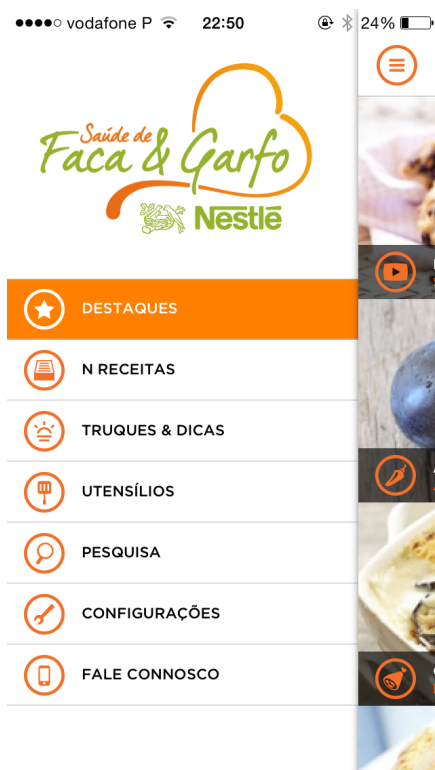 vodafone P 22:50 24%
Saúde de
Faca & Garfo
Nestlé
DESTAQUES
N RECEITAS
TRUQUES & DICAS
UTENSÍLIOS
PESQUISA
CONFIGURAÇÕES
FALE CONNOSCO